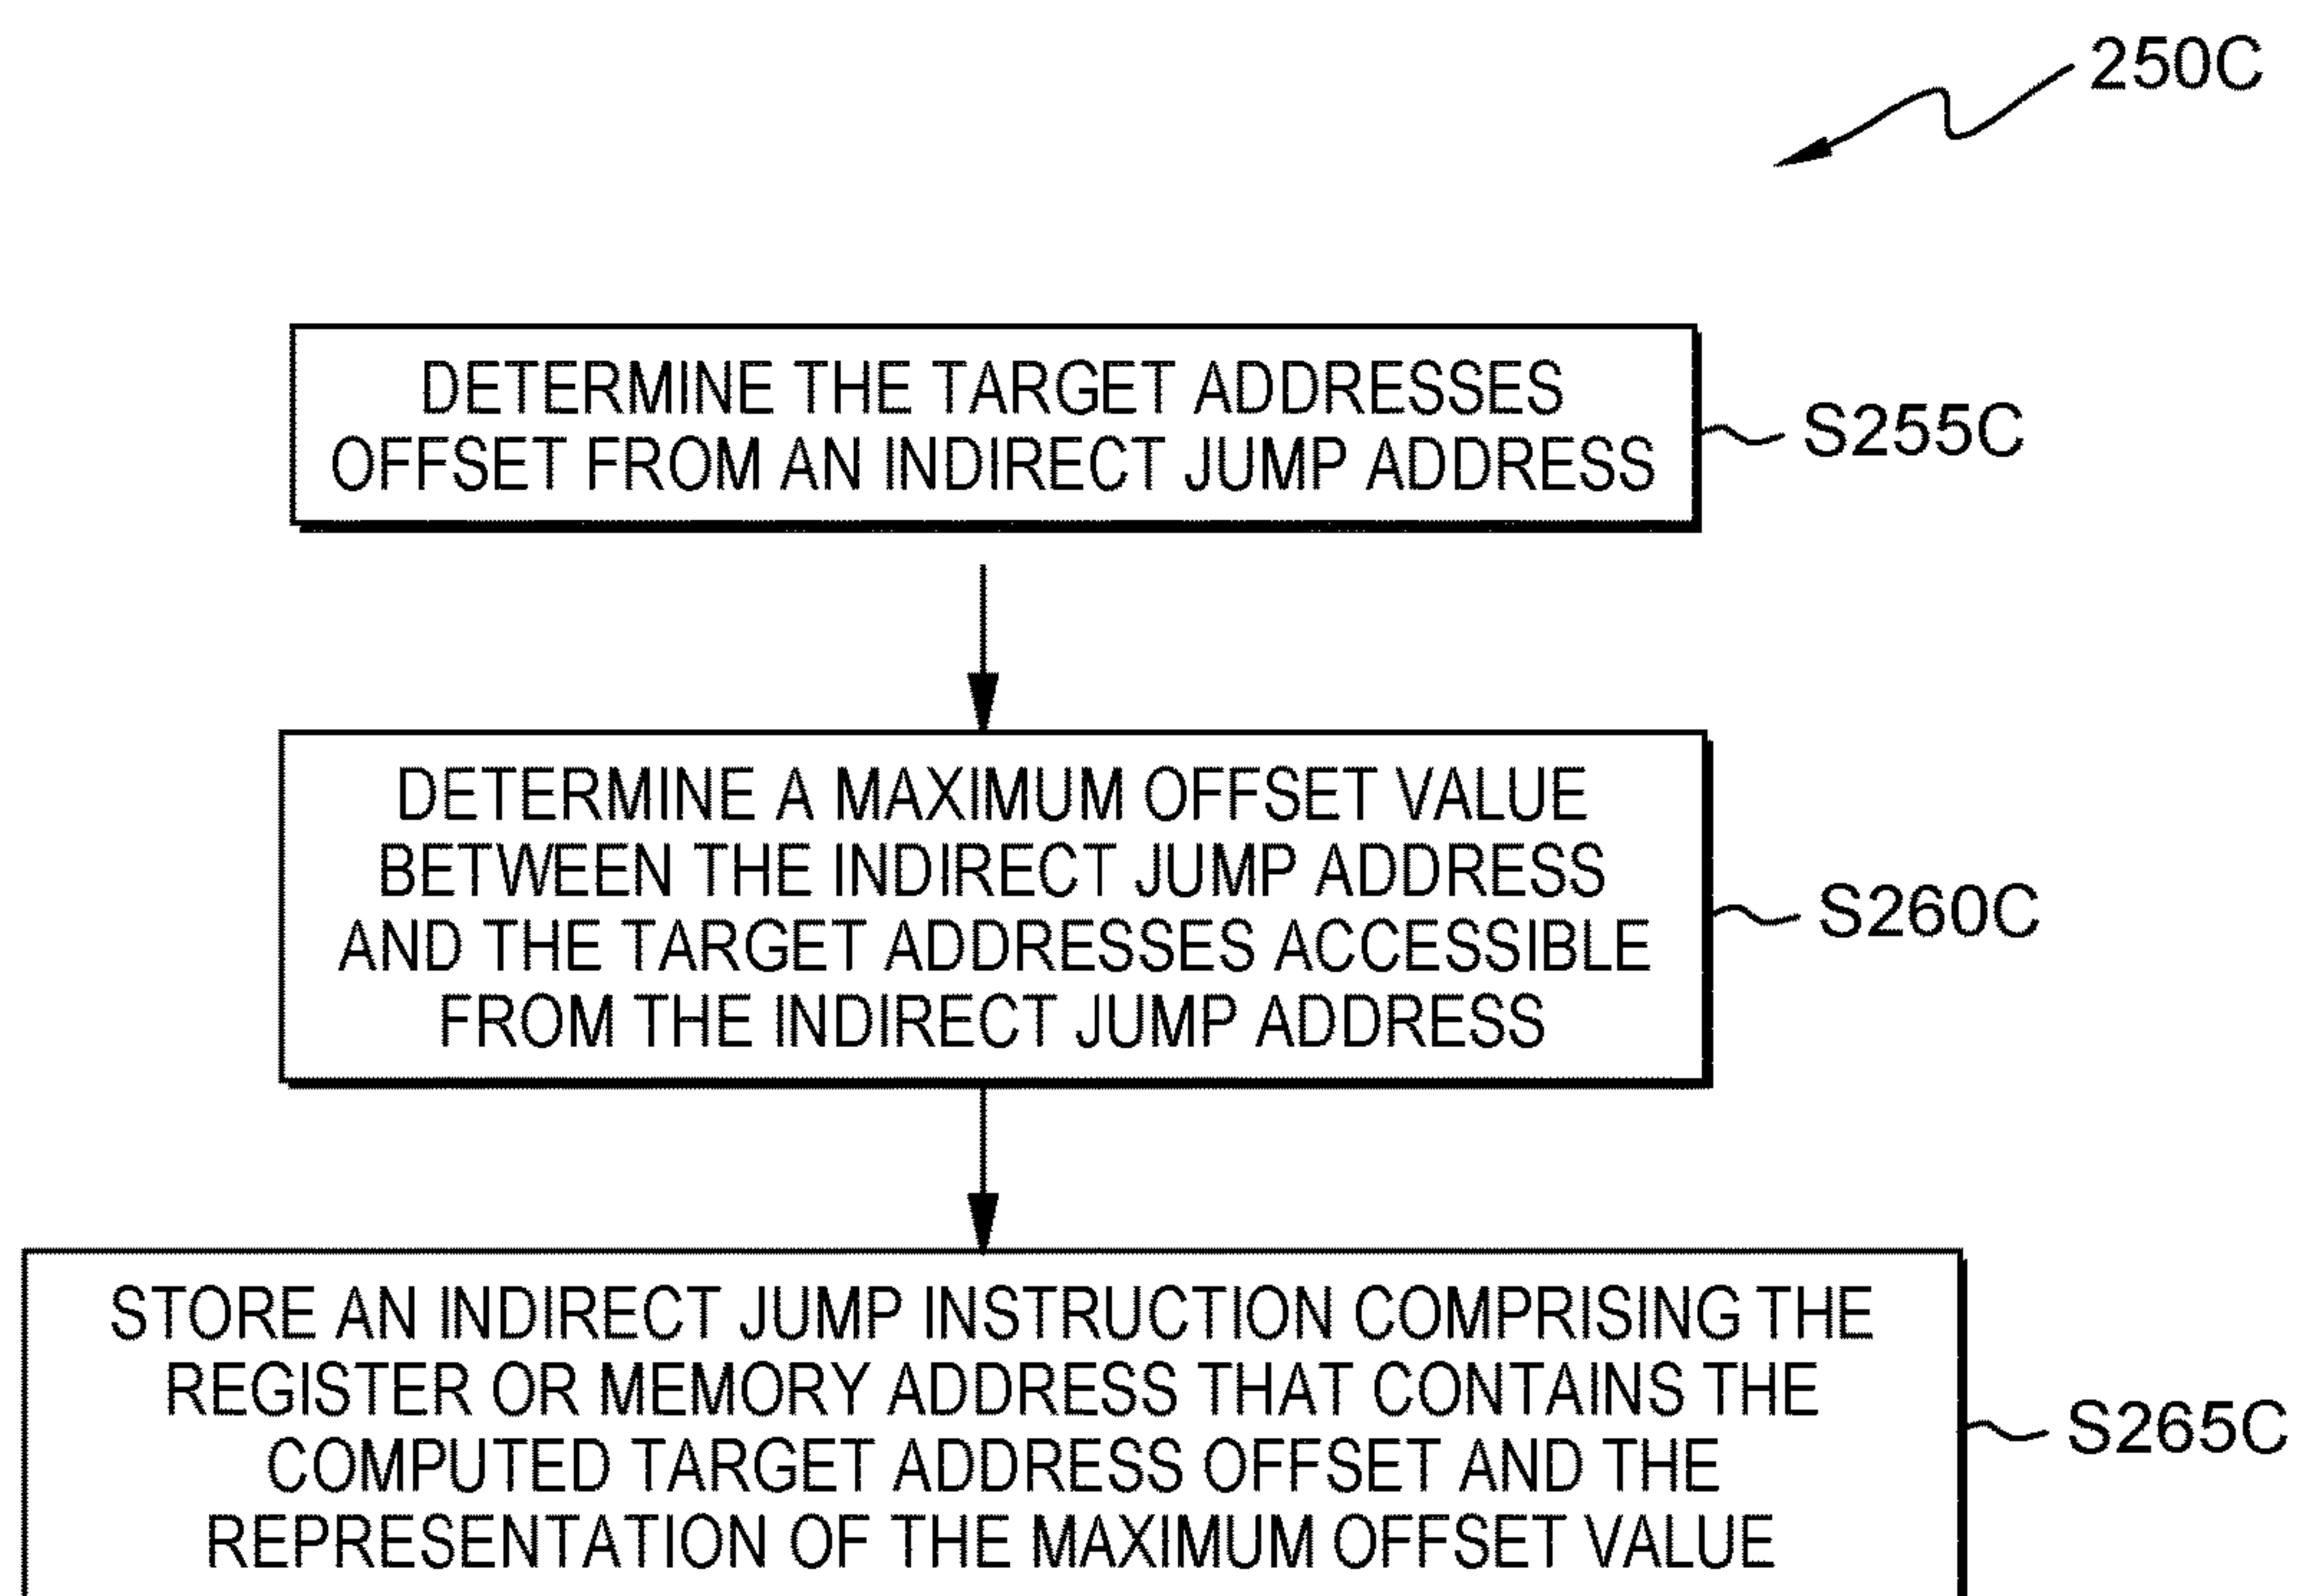 250C
DETERMINE THE TARGET ADDRESSES
OFFSET FROM AN INDIRECT JUMP ADDRESS
S255C
DETERMINE A MAXIMUM OFFSET VALUE
BETWEEN THE INDIRECT JUMP ADDRESS
AND THE TARGET ADDRESSES ACCESSIBLE
FROM THE INDIRECT JUMP ADDRESS
S260C
STORE AN INDIRECT JUMP INSTRUCTION COMPRISING THE
REGISTER OR MEMORY ADDRESS THAT CONTAINS THE
COMPUTED TARGET ADDRESS OFFSET AND THE
REPRESENTATION OF THE MAXIMUM OFFSET VALUE
S265C